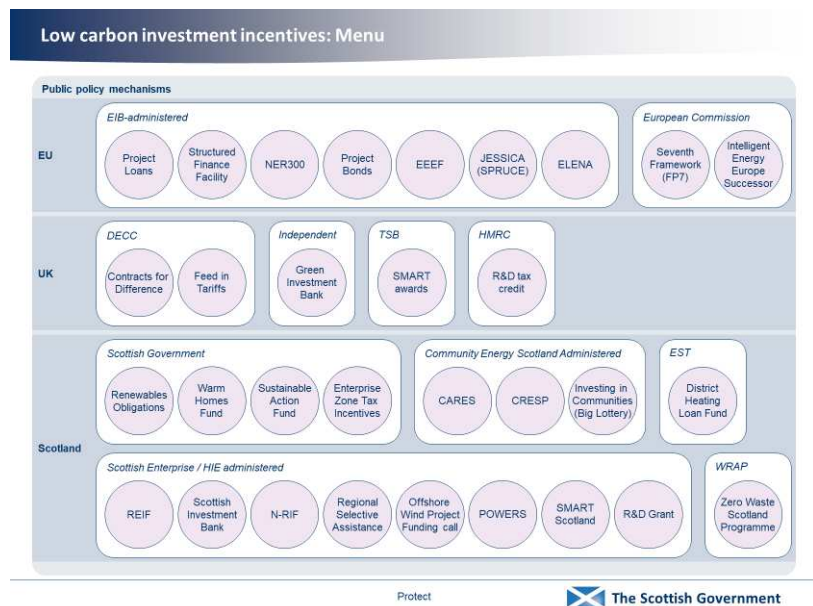 Low carbon investment incentives: Menu
Public policy mechanisms
EU
EIB-administered
Project
Loans
Structured
Finance
Facility
NER300
Project
Bonds
EEEF
JESSICA
(SPRUCE)
ELENA
European Commission
Seventh
Framework
(FP7)
Intelligent
Energy
Europe
Successor
UK
DECC
Contracts for
Difference
Feed in
Tariffs
Independent
Green
Investment
Bank
TSB
SMART
awards
HMRC
R&D tax
credit
Scotland
Scottish Government
Renewables
Obligations
Warm
Homes
Fund
Sustainable
Action
Fund
Enterprise
Zone Tax
Incentives
Community Energy Scotland Administered
CARES
CRESP
Investing in
Communities
(Big Lottery)
EST
District
Heating
Loan Fund
Scottish Enterprise / HIE administered
REIF
Scottish
Investment
Bank
N-RIF
Regional
Selective
Assistance
Offshore
Wind Project
Funding call
POWERS
SMART
Scotland
R&D Grant
WRAP
Zero Waste
Scotland
Programme
Protect
The Scottish Government